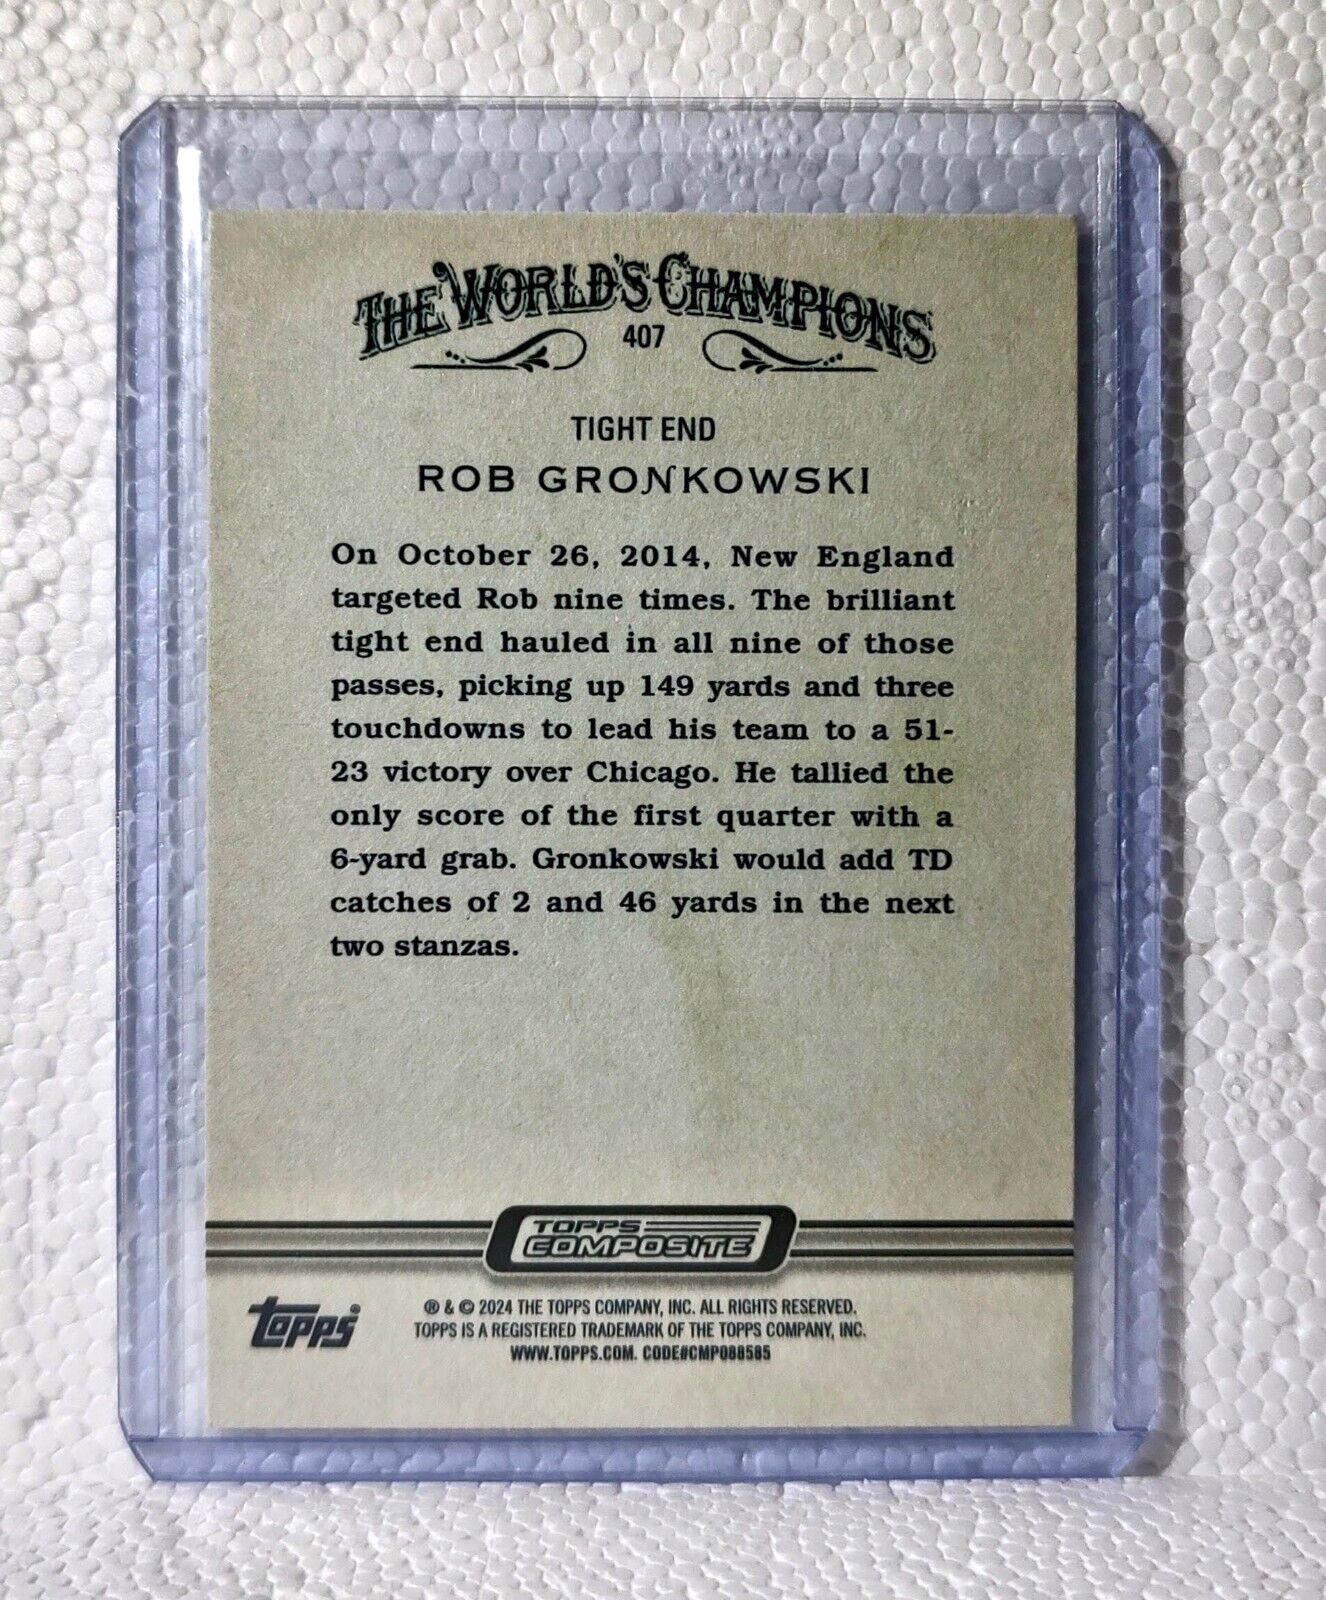 THE WORLD'S CHAMPIONS
407
TIGHT END
ROB GRONKOWSKI
On October 26, 2014, New England
targeted Rob nine times. The brilliant
tight end hauled in all nine of those
passes, picking up 149 yards and three
touchdowns to lead his team to a 51-
23 victory over Chicago. He tallied the
only score of the first quarter with a
6-yard grab. Gronkowski would add TD
catches of 2 and 46 yards in the next
two stanzas.
TOPPS
COMPOSITE
topps
® & © 2024 THE TOPPS COMPANY, INC. ALL RIGHTS RESERVED.
TOPPS IS A REGISTERED TRADEMARK OF THE TOPPS COMPANY, INC.
WWW.TOPPS.COM. CODE#CMP088585